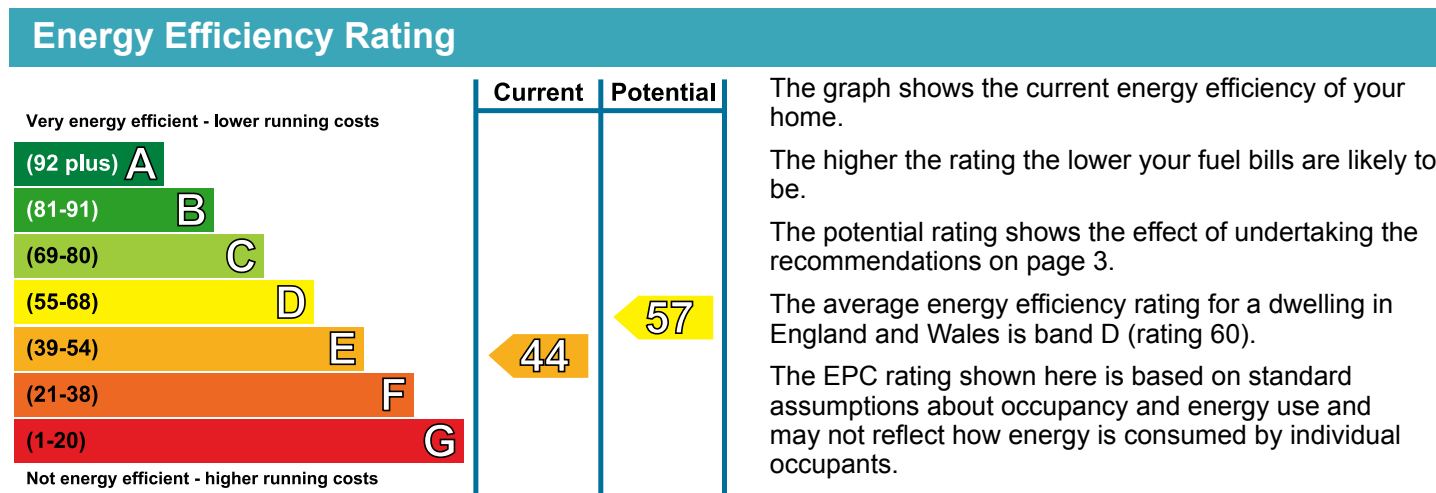 Energy Efficiency Rating
Current Potential
Very energy efficient - lower running costs
(92 plus) A
(81-91) B
(69-80) C
(55-68) D
57
(39-54) E
44
(21-38) F
(1-20) G
Not energy efficient - higher running costs
The graph shows the current energy efficiency of your
home.
The higher the rating the lower your fuel bills are likely to
be.
The potential rating shows the effect of undertaking the
recommendations on page 3.
The average energy efficiency rating for a dwelling in
England and Wales is band D (rating 60).
The EPC rating shown here is based on standard
assumptions about occupancy and energy use and
may not reflect how energy is consumed by individual
occupants.